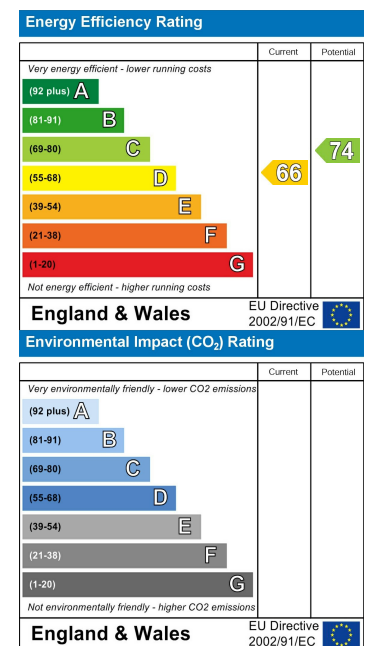 Energy Efficiency Rating
Current Potential
Very energy efficient - lower running costs
(92 plus) A
(81-91) B
(69-80) C
74
(55-68) D
66
(39-54) E
(21-38) F
(1-20) G
Not energy efficient - higher running costs
England & Wales
EU Directive
2002/91/EC
Environmental Impact (CO₂) Rating
Current Potential
Very environmentally friendly - lower CO2 emissions
(92 plus) A
(81-91) B
(69-80) C
(55-68) D
(39-54) E
(21-38) F
(1-20) G
Not environmentally friendly - higher CO2 emissions
England & Wales
EU Directive
2002/91/EC